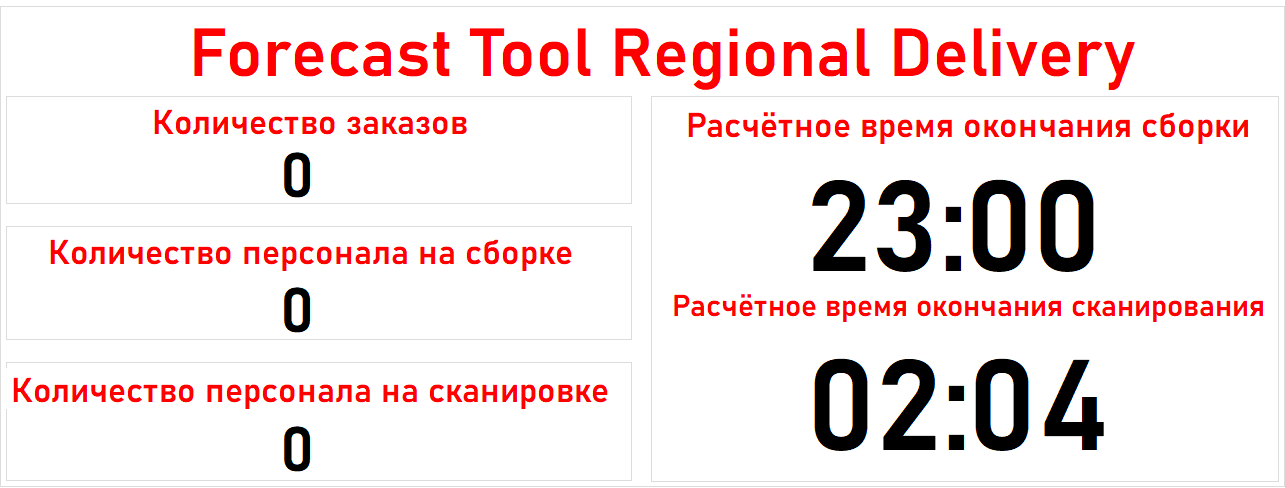 Forecast Tool Regional Delivery
Количество заказов
0
Количество персонала на сборке
0
Количество персонала на сканировке
0
Расчётное время окончания сборки
23:00
Расчётное время окончания сканирования
02:04